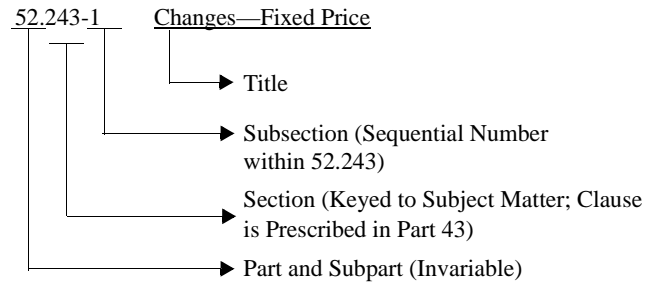 52.243-1 Changes—Fixed Price
Title
Subsection (Sequential Number
within 52.243)
Section (Keyed to Subject Matter; Clause
is Prescribed in Part 43)
Part and Subpart (Invariable)